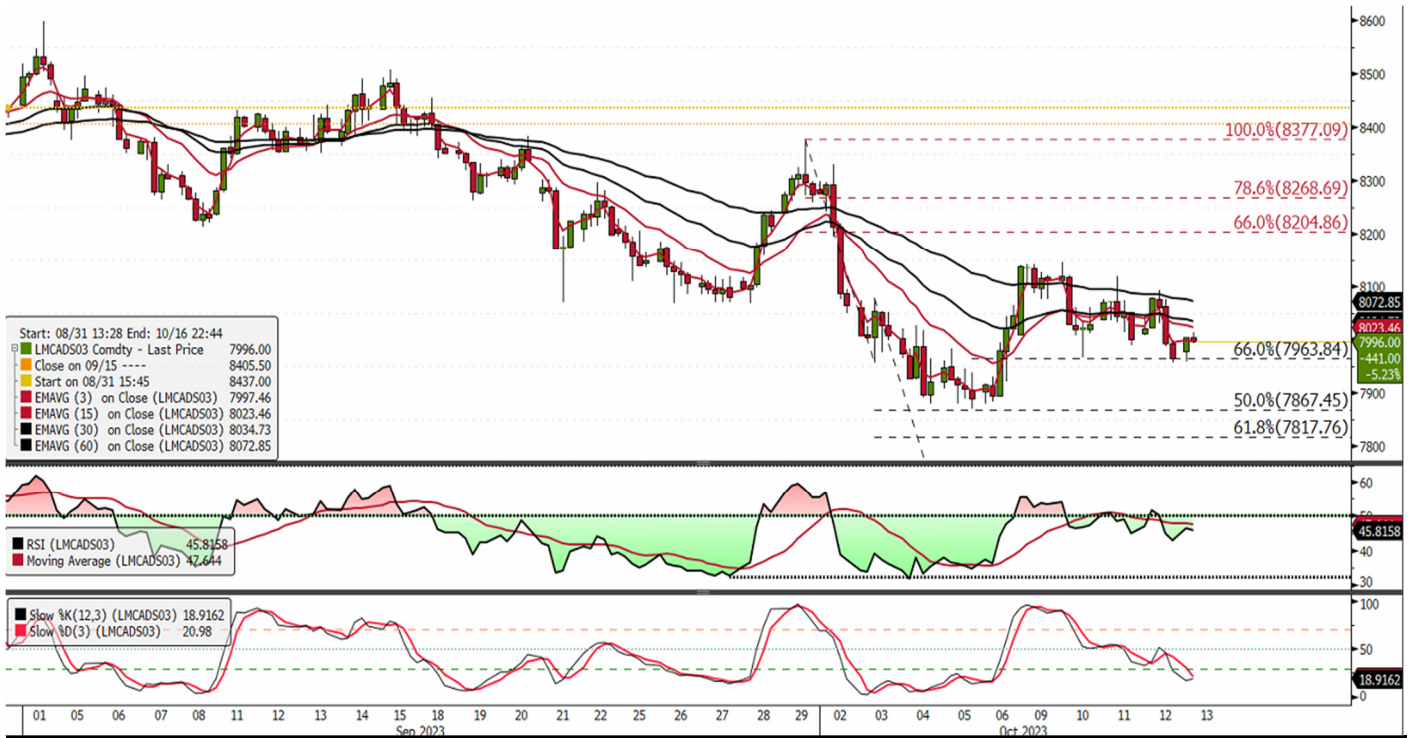 8600
8500
8400
8300
8200
8100
7900
7800
100.0%(8377.09)
78.6%(8268.69)
66.0%(8204.86)
66.0%(7963.84)
50.0%(7867.45)
61.8%(7817.76)
8072.85
8023.46
7996.00
-441.00
-5.23%
Start: 08/31 13:28 End: 10/16 22:44
LMCADS03 Comdty - Last Price 7996.00
Close on 09/15 ---- 8405.50
Start on 08/31 15:45 8437.00
EMAVG (3) on Close (LMCADS03) 7997.46
EMAVG (15) on Close (LMCADS03) 8023.46
EMAVG (30) on Close (LMCADS03) 8034.73
EMAVG (60) on Close (LMCADS03) 8072.85
RSI (LMCADS03) 45.8158
Moving Average (LMCADS03) 47.644
60
50
45.8158
40
30
Slow %K(12,3) (LMCADS03) 18.9162
Slow %D(3) (LMCADS03) 20.98
100
50
18.9162
0
01 05 06 07 08 11 12 13 14 15 18 19 20 21 22 25 26 27 28 29 02 03 04 05 06 09 10 11 12 13
Sep 2023 Oct 2023